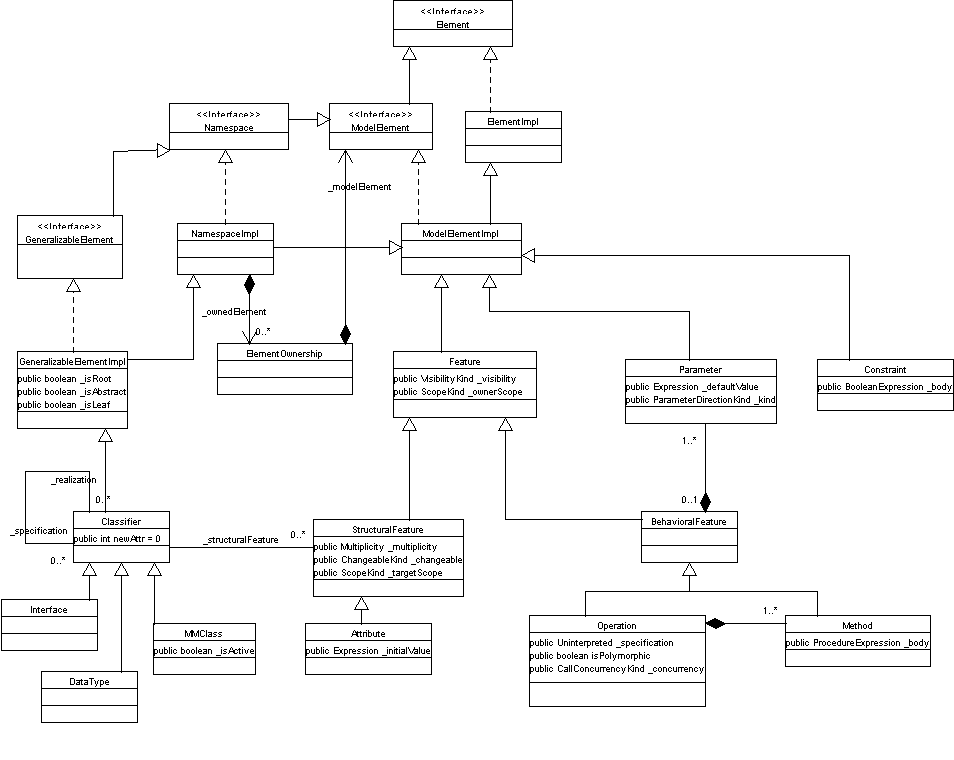 <<Interface>>
Element
<<Interface>>
Namespace
<<Interface>>
ModelElement
ElementImpl
_modelElement
<<Interface>>
GeneralizableElement
NamespaceImpl
ModelElementImpl
_ownedElement
0..*
ElementOwnership
GeneralizableElementImpl
public boolean _isRoot
public boolean _isAbstract
public boolean _isLeaf
Feature
public VisibilityKind _visibility
public ScopeKind _ownerScope
Parameter
public Expression _defaultValue
public ParameterDirectionKind _kind
Constraint
public BooleanExpression _body
1..*
_realization
0..*
0..1
_specification
Classifier
public int newAttr = 0
0..*
_structuralFeature
0..*
StructuralFeature
public Multiplicity _multiplicity
public ChangeableKind _changeable
public ScopeKind _targetScope
BehavioralFeature
Interface
MMClass
public boolean _isActive
Attribute
public Expression _initialValue
Operation
public Uninterpreted _specification
public boolean isPolymorphic
public CallConcurrencyKind _concurrency
1..*
Method
public ProcedureExpression _body
DataType